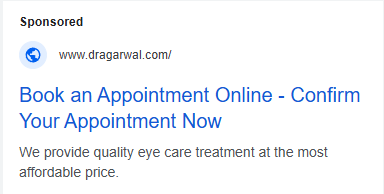 Sponsored
www.dragarwal.com/
Book an Appointment Online - Confirm
Your Appointment Now
We provide quality eye care treatment at the most
affordable price.